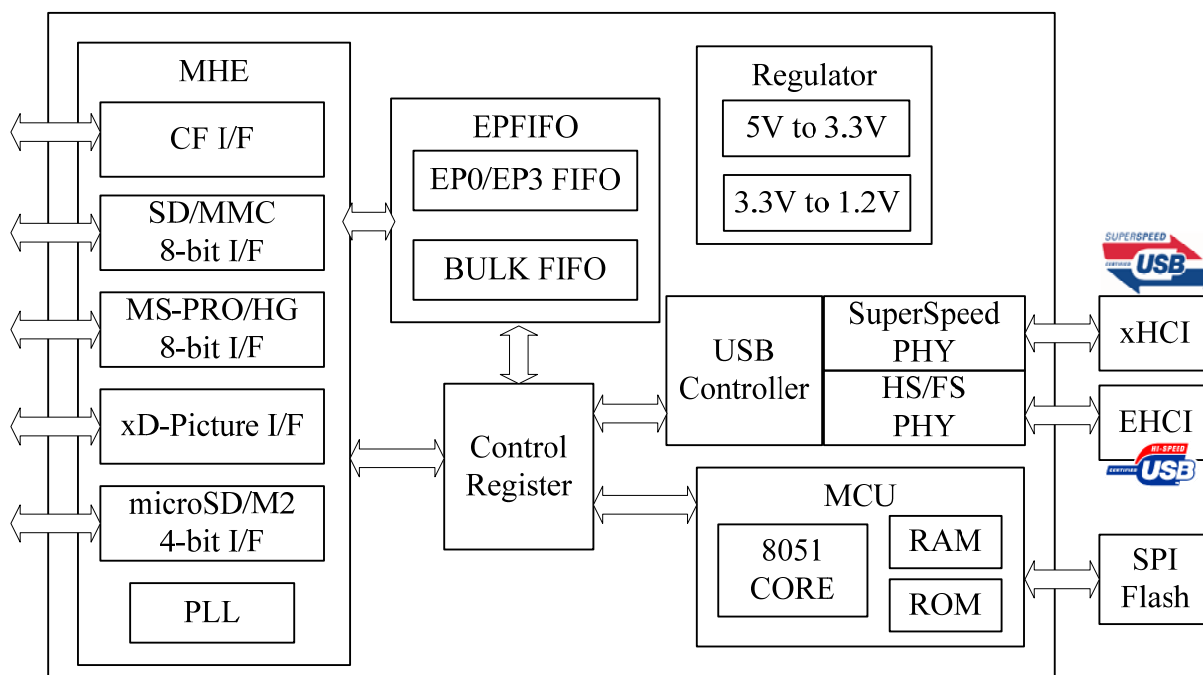 MHE
CF I/F
SD/MMC
8-bit I/F
MS-PRO/HG
8-bit I/F
xD-Picture I/F
microSD/M2
4-bit I/F
PLL
EPFIFO
EP0/EP3 FIFO
BULK FIFO
Control
Register
Regulator
5V to 3.3V
3.3V to 1.2V
USB
Controller
SuperSpeed
PHY
HS/FS
PHY
MCU
8051
CORE
RAM
ROM
SUPERSPEED
CERTIFIED
USB
xHCI
EHCI
HI-SPEED
CERTIFIED
USB
SPI
Flash